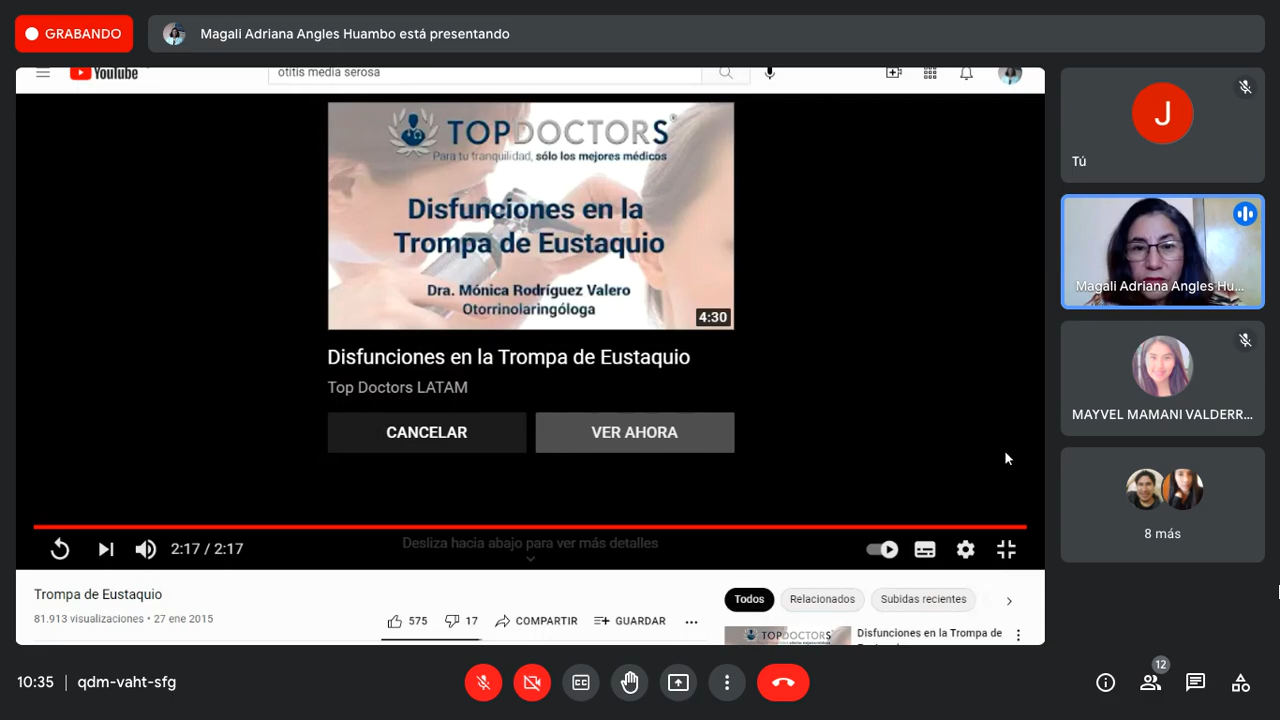 GRABANDO
Magali Adriana Angles Huambo está presentando
YouTube
otitis media serosa
TOPDOCTORS®
Para tu tranquilidad, sólo los mejores médicos
Disfunciones en la
Trompa de Eustaquio
Dra. Mónica Rodríguez Valero
Otorrinolaringóloga
4:30
Disfunciones en la Trompa de Eustaquio
Top Doctors LATAM
CANCELAR
VER AHORA
2:17 / 2:17
Desliza hacia abajo para ver más detalles
Trompa de Eustaquio
81.913 visualizaciones • 27 ene 2015
575
17
COMPARTIR
GUARDAR
Todos
Relacionados
Subidas recientes
TOPDOCTORS
Disfunciones en la Trompa de
J
Tú
Magali Adriana Angles Hu...
MAYVEL MAMANI VALDERR...
8 más
10:35 | qdm-vaht-sfg
12